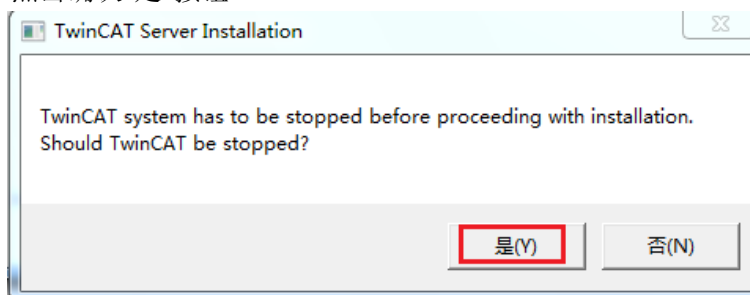 TwinCAT Server Installation
TwinCAT system has to be stopped before proceeding with installation.
Should TwinCAT be stopped?
是(Y)
否(N)